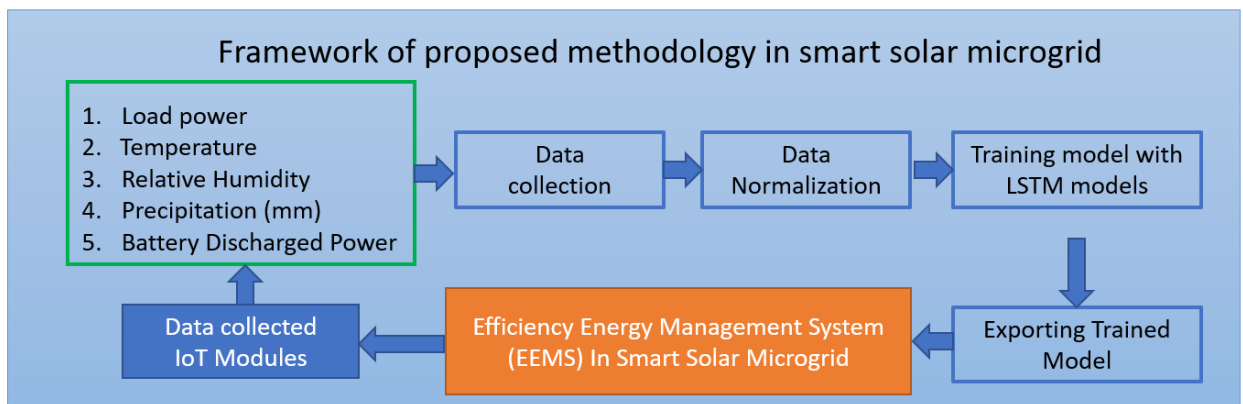 Framework of proposed methodology in smart solar microgrid
1. Load power
2. Temperature
3. Relative Humidity
4. Precipitation (mm)
5. Battery Discharged Power
Data
collection
Data
Normalization
Training model with
LSTM models
Data collected
IoT Modules
Efficiency Energy Management System
(EEMS) In Smart Solar Microgrid
Exporting Trained
Model